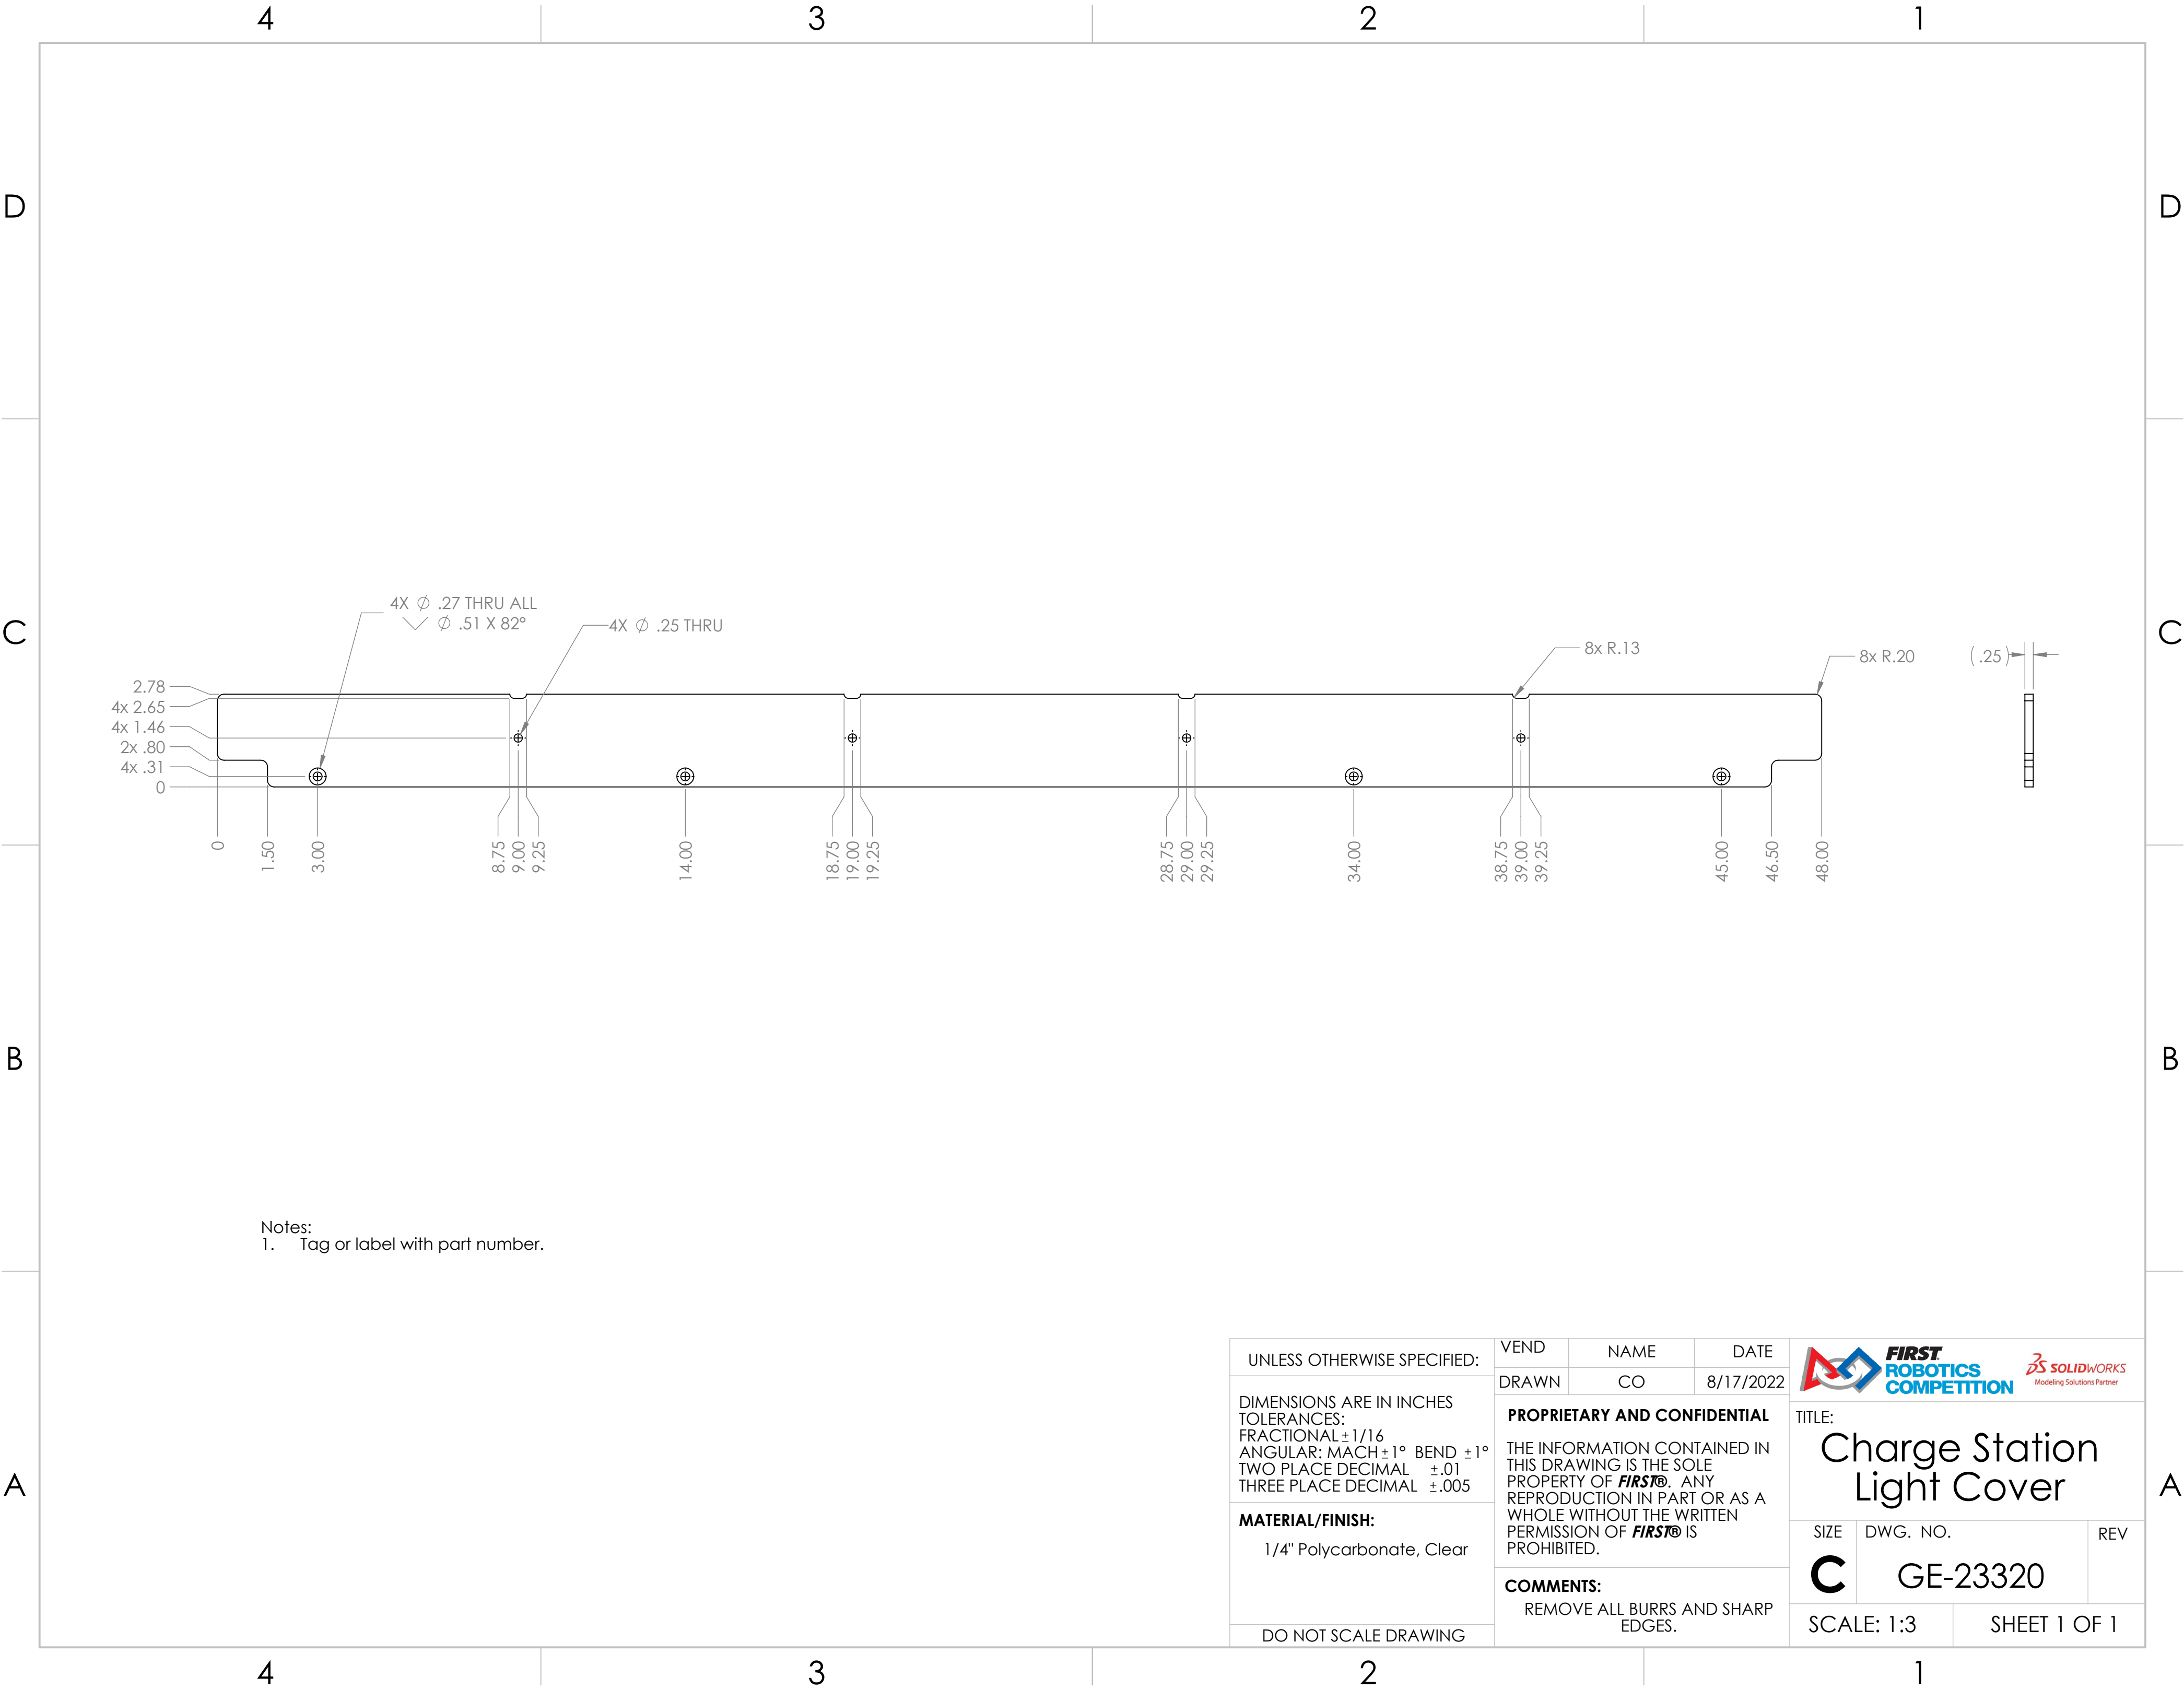 4 3 2 1
D D
C C
B B
A A
4X ∅ .27 THRU ALL
∅ .51 X 82°
4X ∅ .25 THRU
8x R.13
8x R.20
( .25 )
2.78
4x 2.65
4x 1.46
2x .80
4x .31
0
0
1.50
3.00
8.75
9.00
9.25
14.00
18.75
19.00
19.25
28.75
29.00
29.25
34.00
38.75
39.00
39.25
45.00
46.50
48.00
Notes:
1. Tag or label with part number.
UNLESS OTHERWISE SPECIFIED:
DIMENSIONS ARE IN INCHES
TOLERANCES:
FRACTIONAL ±1/16
ANGULAR: MACH ±1° BEND ±1°
TWO PLACE DECIMAL ±.01
THREE PLACE DECIMAL ±.005
MATERIAL/FINISH:
1/4" Polycarbonate, Clear
DO NOT SCALE DRAWING
VEND NAME DATE
DRAWN CO 8/17/2022
PROPRIETARY AND CONFIDENTIAL
THE INFORMATION CONTAINED IN
THIS DRAWING IS THE SOLE
PROPERTY OF FIRST®. ANY
REPRODUCTION IN PART OR AS A
WHOLE WITHOUT THE WRITTEN
PERMISSION OF FIRST® IS
PROHIBITED.
COMMENTS:
REMOVE ALL BURRS AND SHARP
EDGES.
FIRST
ROBOTICS
COMPETITION
SOLIDWORKS
Modeling Solutions Partner
TITLE:
Charge Station
Light Cover
SIZE DWG. NO. REV
C GE-23320
SCALE: 1:3 SHEET 1 OF 1
4 3 2 1